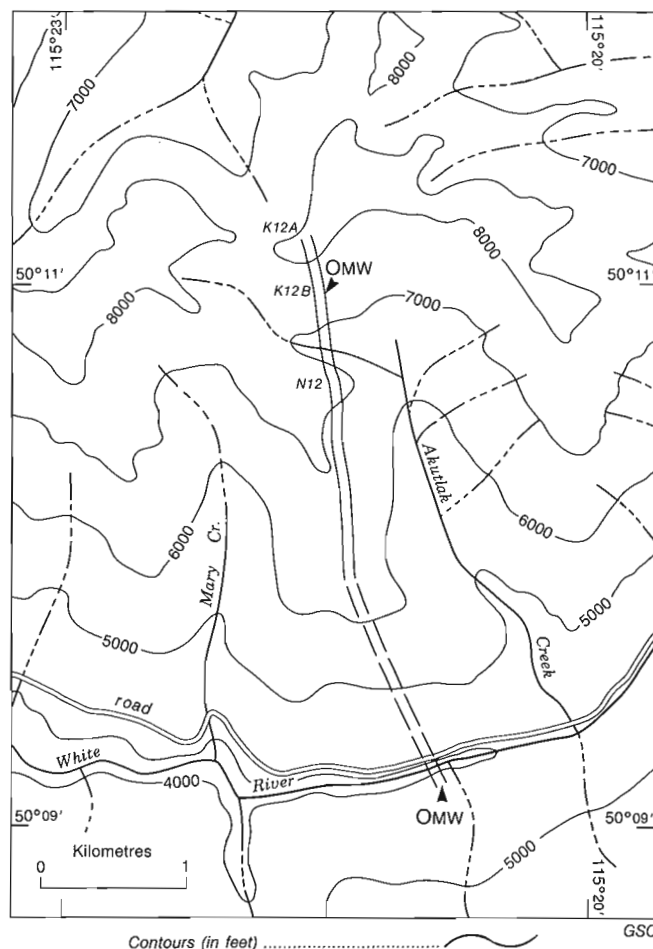 115°23'
115°20'
7000
8000
7000
K12A
8000
OMW
50°11'
50°11'
K12B
7000
8000
N12
Akutlak
6000
6000
Mary Cr.
5000
5000
Creek
road
White
River
4000
50°09'
OMW
50°09'
5000
Kilometres
0 1
115°20'
GSC
Contours (in feet)